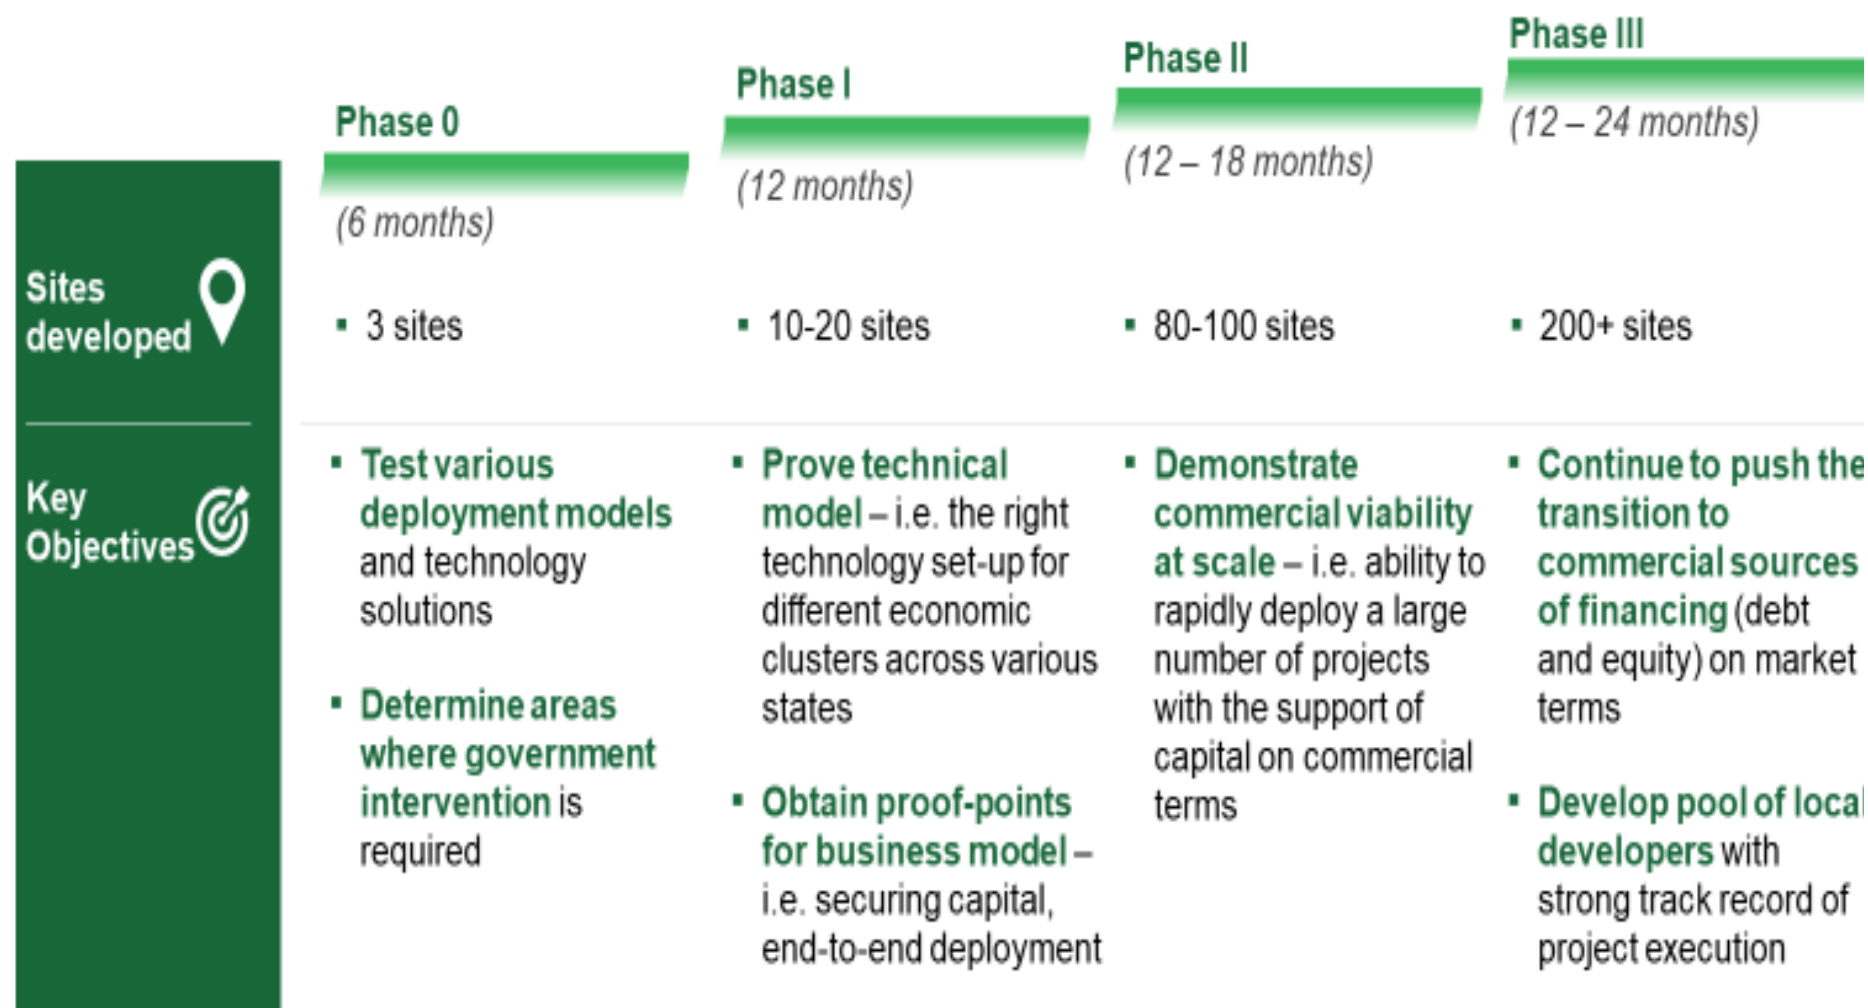 Phase 0
(6 months)
Phase I
(12 months)
Phase II
(12 – 18 months)
Phase III
(12 – 24 months)
Sites
developed
▪ 3 sites
▪ 10-20 sites
▪ 80-100 sites
▪ 200+ sites
Key
Objectives
▪ Test various
deployment models
and technology
solutions
▪ Determine areas
where government
intervention is
required
▪ Prove technical
model – i.e. the right
technology set-up for
different economic
clusters across various
states
▪ Obtain proof-points
for business model –
i.e. securing capital,
end-to-end deployment
▪ Demonstrate
commercial viability
at scale – i.e. ability to
rapidly deploy a large
number of projects
with the support of
capital on commercial
terms
▪ Continue to push the
transition to
commercial sources
of financing (debt
and equity) on market
terms
▪ Develop pool of local
developers with
strong track record of
project execution